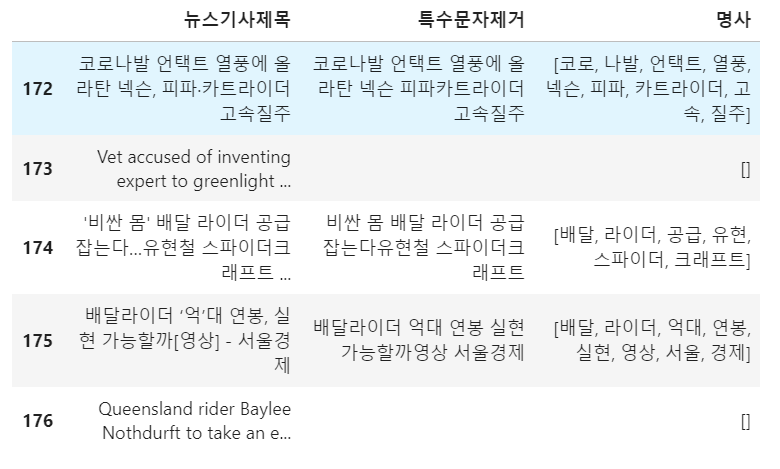 뉴스기사제목 특수문자제거 명사
172 코로나발 언택트 열풍에 올라탄 넥슨, 피파·카트라이더 고속질주 코로나발 언택트 열풍에 올라탄 넥슨 피파카트라이더 고속질주 [코로, 나발, 언택트, 열풍, 넥슨, 피파, 카트라이더, 고속, 질주]
173 Vet accused of inventing expert to greenlight ... []
174 '비싼 몸' 배달 라이더 공급 잡는다...유현철 스파이더크래프트 ... 비싼 몸 배달 라이더 공급 잡는다유현철 스파이더크래프트 [배달, 라이더, 공급, 유현, 스파이더, 크래프트]
175 배달라이더 ‘억’대 연봉, 실현 가능할까[영상] - 서울경제 배달라이더 억대 연봉 실현 가능할까영상 서울경제 [배달, 라이더, 억대, 연봉, 실현, 영상, 서울, 경제]
176 Queensland rider Baylee Nothdurft to take an e... []